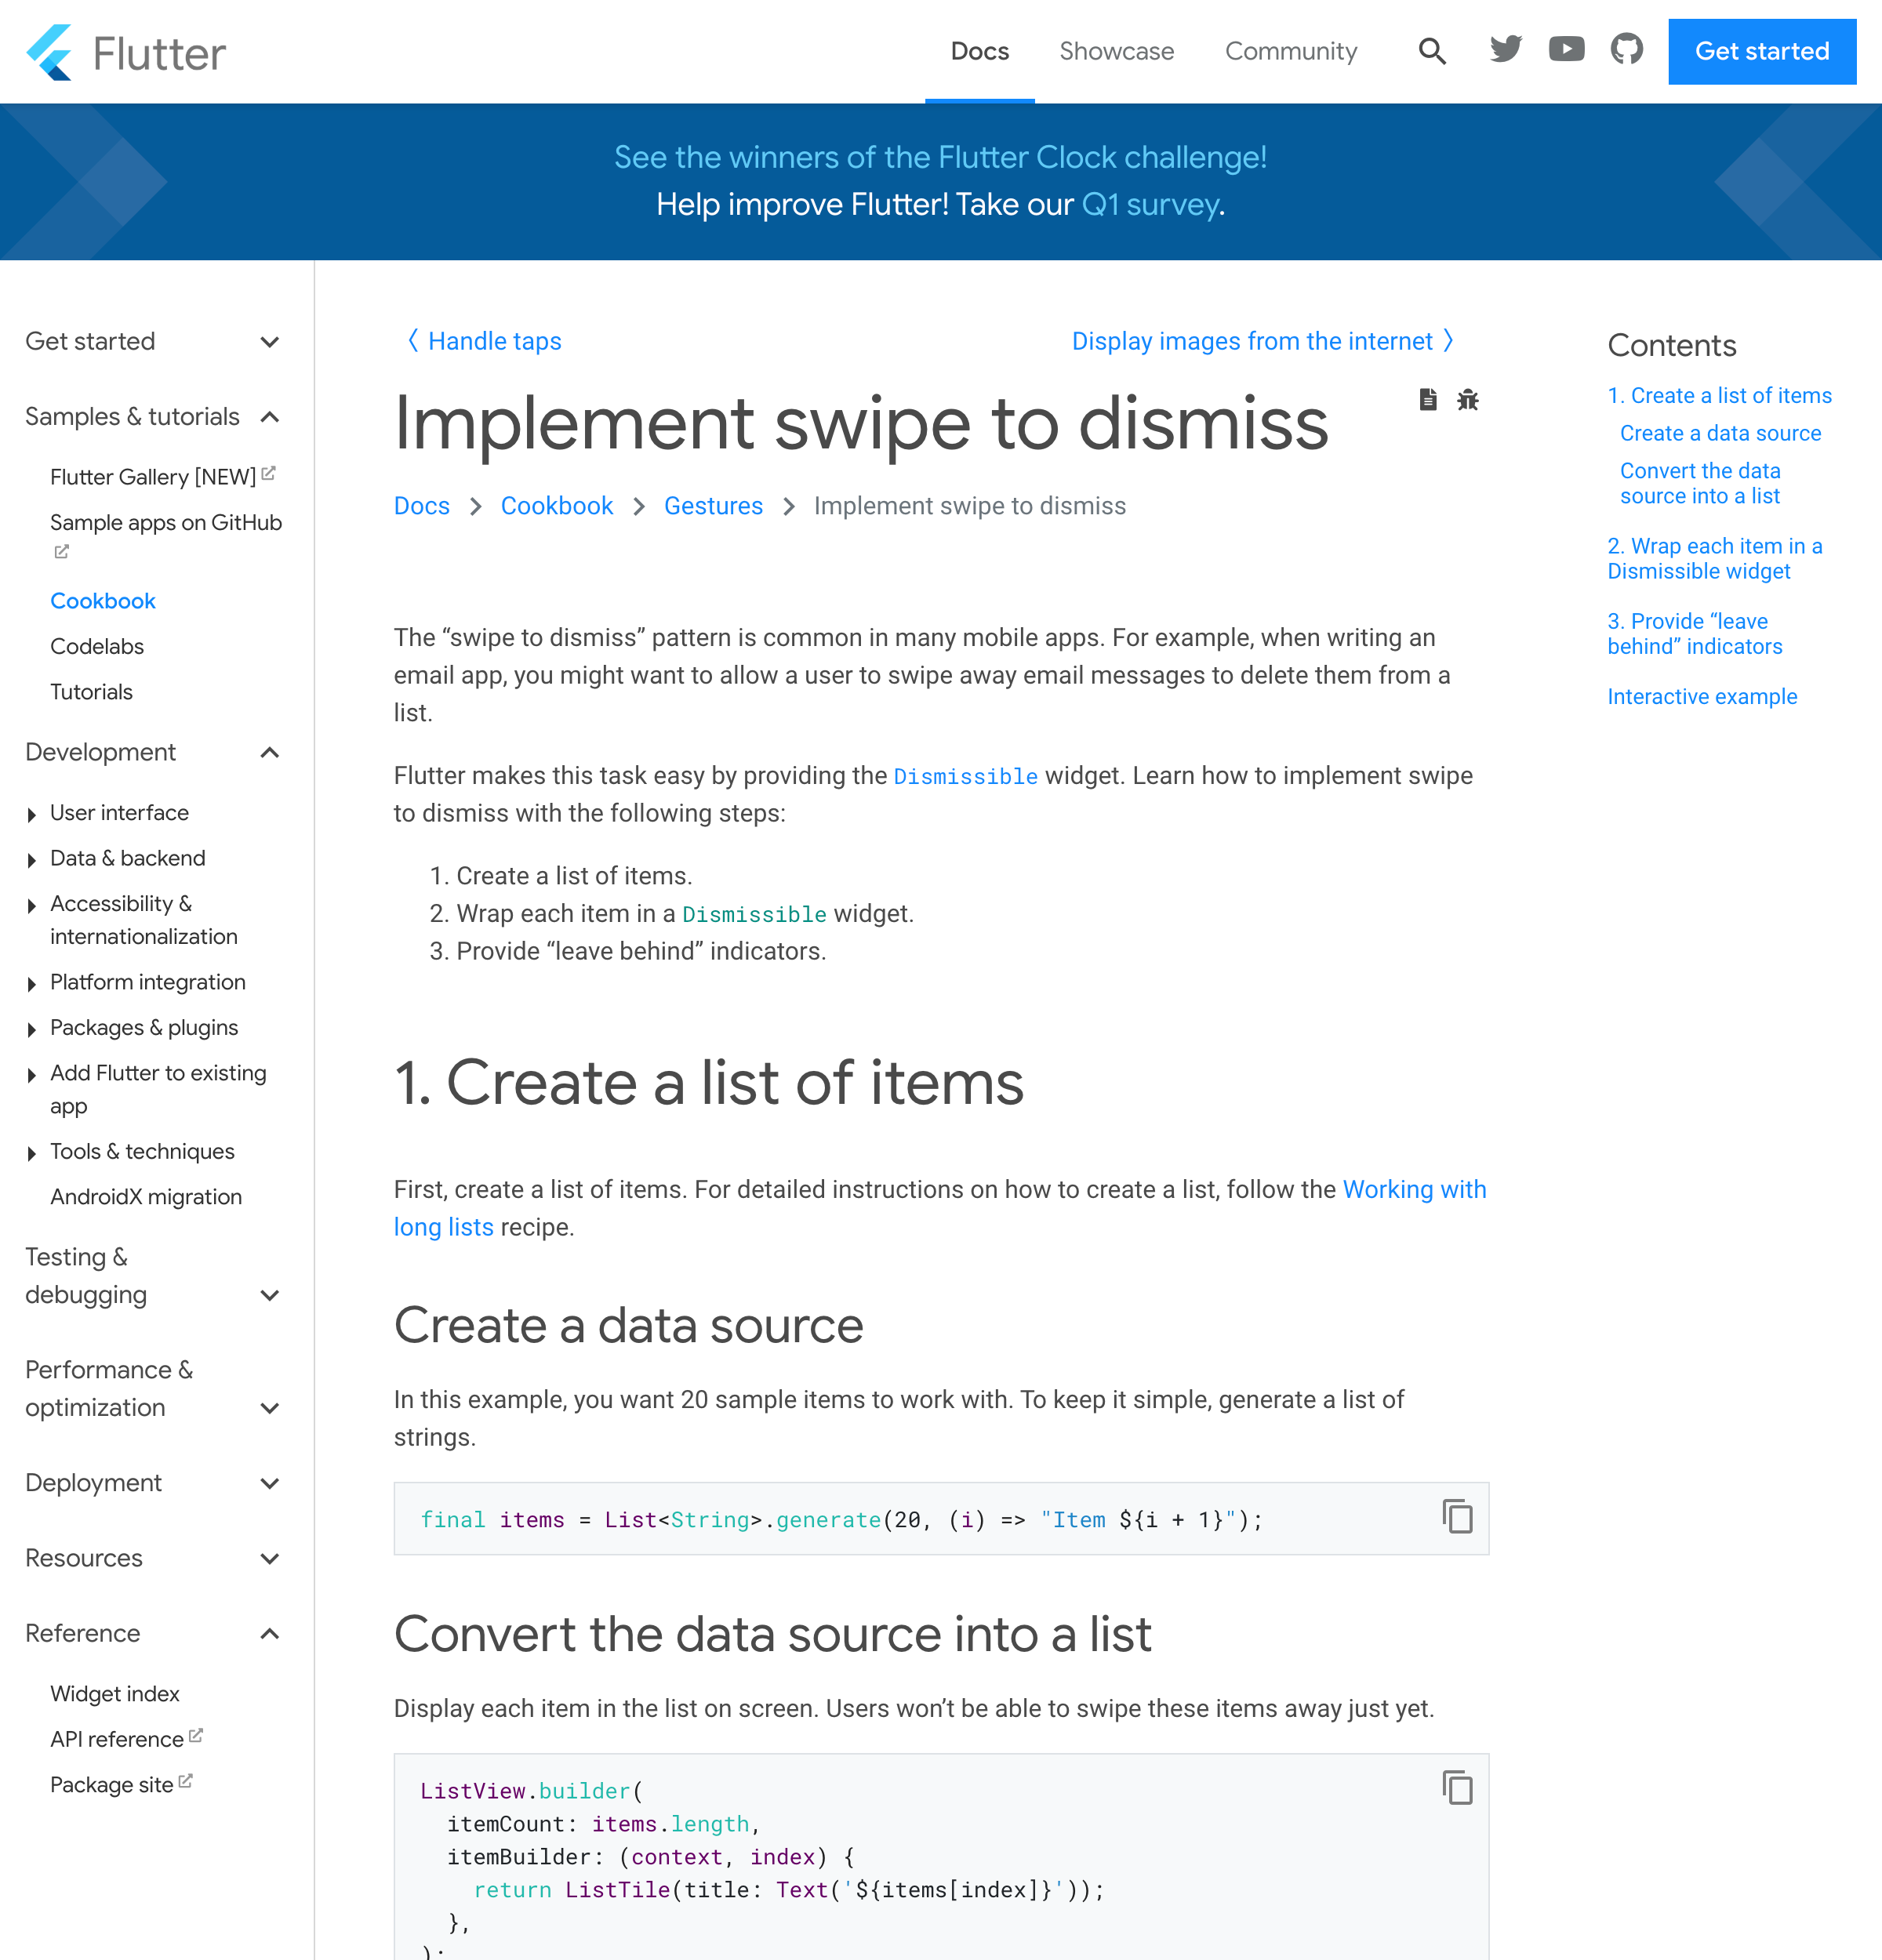 Flutter
Docs
Showcase
Community
Get started
See the winners of the Flutter Clock challenge!
Help improve Flutter! Take our Q1 survey.
Get started
Samples & tutorials
Flutter Gallery [NEW]
Sample apps on GitHub
Cookbook
Codelabs
Tutorials
Development
User interface
Data & backend
Accessibility &
internationalization
Platform integration
Packages & plugins
Add Flutter to existing
app
Tools & techniques
AndroidX migration
Testing &
debugging
Performance &
optimization
Deployment
Resources
Reference
Widget index
API reference
Package site
Handle taps
Display images from the internet
Implement swipe to dismiss
Docs
Cookbook
Gestures
Implement swipe to dismiss
The “swipe to dismiss” pattern is common in many mobile apps. For example, when writing an
email app, you might want to allow a user to swipe away email messages to delete them from a
list.
Flutter makes this task easy by providing the Dismissible widget. Learn how to implement swipe
to dismiss with the following steps:
1. Create a list of items.
2. Wrap each item in a Dismissible widget.
3. Provide “leave behind” indicators.
1. Create a list of items
First, create a list of items. For detailed instructions on how to create a list, follow the Working with
long lists recipe.
Create a data source
In this example, you want 20 sample items to work with. To keep it simple, generate a list of
strings.
final items = List<String>.generate(20, (i) => "Item ${i + 1}");
Convert the data source into a list
Display each item in the list on screen. Users won’t be able to swipe these items away just yet.
ListView.builder(
  itemCount: items.length,
  itemBuilder: (context, index) {
    return ListTile(title: Text('${items[index]}'));
  },
);
Contents
1. Create a list of items
Create a data source
Convert the data
source into a list
2. Wrap each item in a
Dismissible widget
3. Provide “leave
behind” indicators
Interactive example